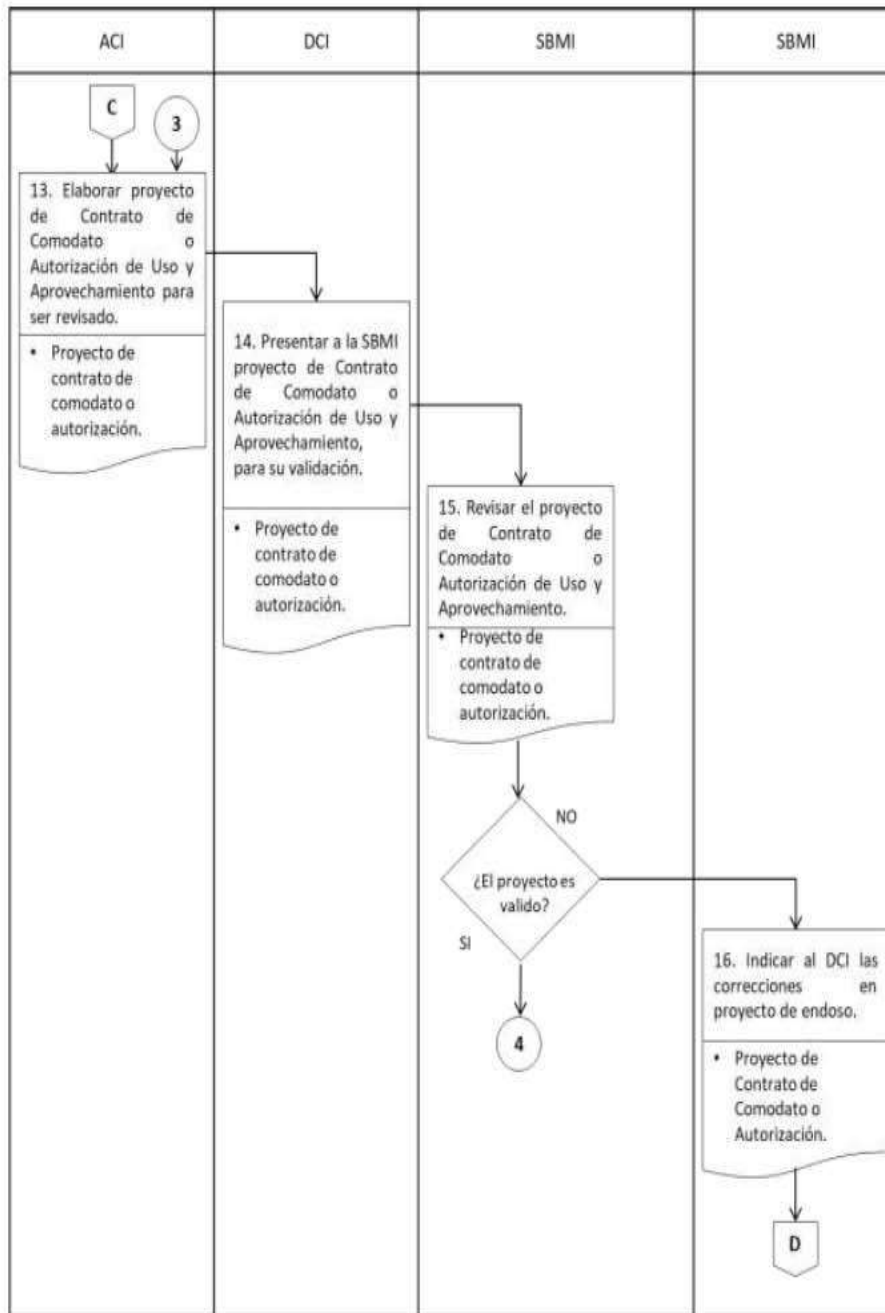 ACI
DCI
SBMI
SBMI
C
3
13. Elaborar proyecto
de Contrato de
Comodato o
Autorización de Uso y
Aprovechamiento para
ser revisado.
• Proyecto de
contrato de
comodato o
autorización.
14. Presentar a la SBMI
proyecto de Contrato
de Comodato o
Autorización de Uso y
Aprovechamiento,
para su validación.
• Proyecto de
contrato de
comodato o
autorización.
15. Revisar el proyecto
de Contrato de
Comodato o
Autorización de Uso y
Aprovechamiento.
• Proyecto de
contrato de
comodato o
autorización.
NO
¿El proyecto es
valido?
SI
4
16. Indicar al DCI las
correcciones en
proyecto de endoso.
• Proyecto de
Contrato de
Comodato o
Autorización.
D